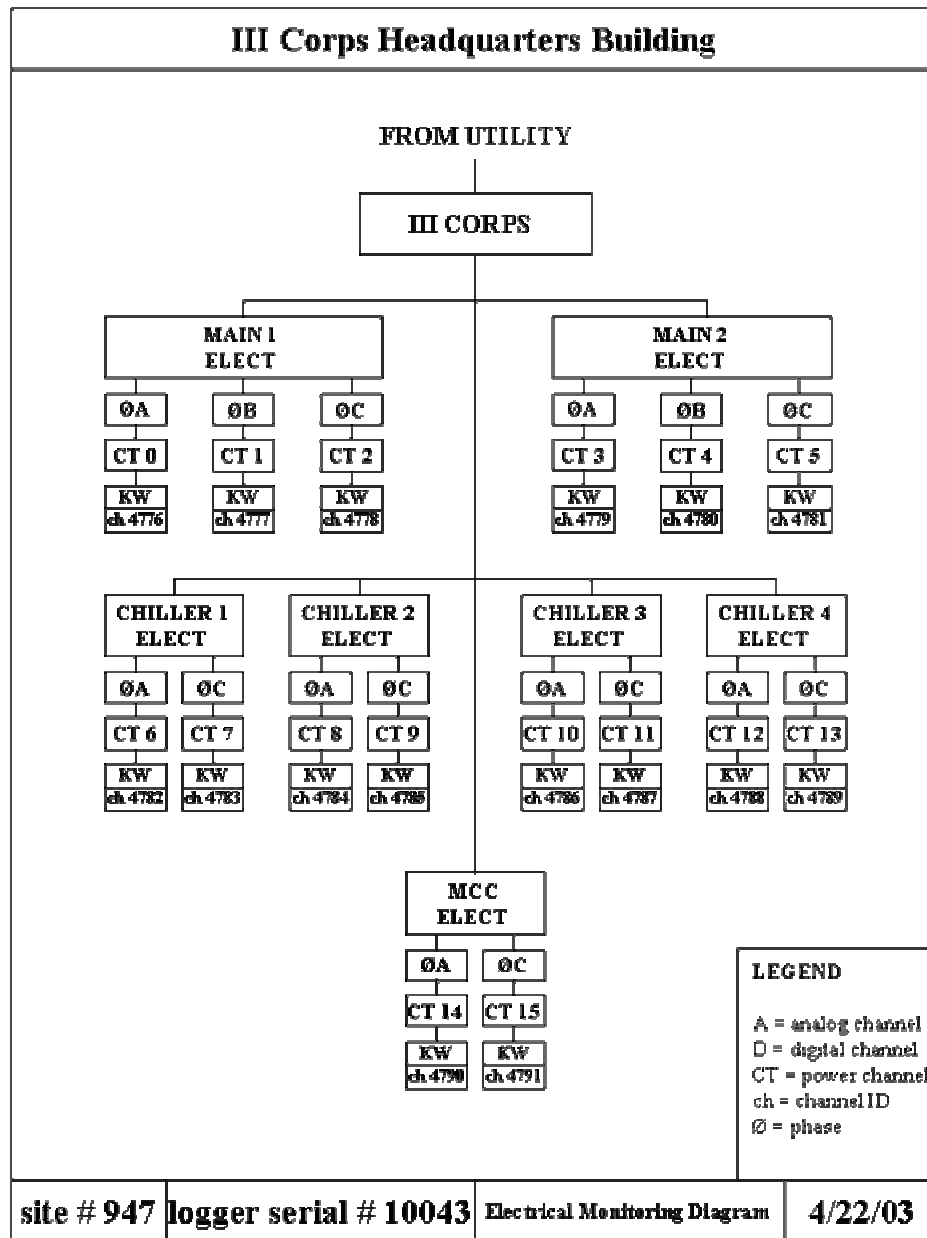 III Corps Headquarters Building
FROM UTILITY
III CORPS
MAIN 1
ELECT
ØA ØB ØC
CT 0 CT 1 CT 2
KW KW KW
ch 4776 ch 4777 ch 4778
MAIN 2
ELECT
ØA ØB ØC
CT 3 CT 4 CT 5
KW KW KW
ch 4779 ch 4780 ch 4781
CHILLER 1
ELECT
ØA ØC
CT 6 CT 7
KW KW
ch 4782 ch 4783
CHILLER 2
ELECT
ØA ØC
CT 8 CT 9
KW KW
ch 4784 ch 4785
CHILLER 3
ELECT
ØA ØC
CT 10 CT 11
KW KW
ch 4786 ch 4787
CHILLER 4
ELECT
ØA ØC
CT 12 CT 13
KW KW
ch 4788 ch 4789
MCC
ELECT
ØA ØC
CT 14 CT 15
KW KW
ch 4790 ch 4791
LEGEND
A = analog channel
D = digital channel
CT = power channel
ch = channel ID
Ø = phase
site # 947 logger serial # 10043 Electrical Monitoring Diagram 4/22/03